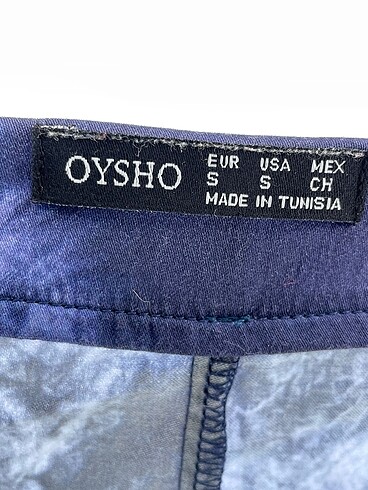 OYSHO
EUR USA MEX
S S CH
MADE IN TUNISIA